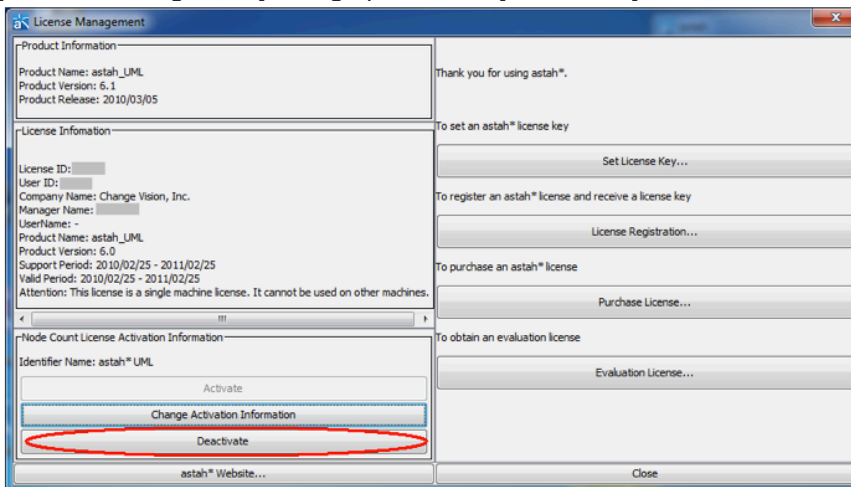 License Management
Product Information
Product Name: astah_UML
Product Version: 6.1
Product Release: 2010/03/05
License Infomation
License ID:
User ID:
Company Name: Change Vision, Inc.
Manager Name:
UserName: -
Product Name: astah_UML
Product Version: 6.0
Support Period: 2010/02/25 - 2011/02/25
Valid Period: 2010/02/25 - 2011/02/25
Attention: This license is a single machine license. It cannot be used on other machines.
Node Count License Activation Information
Identifier Name: astah* UML
Activate
Change Activation Information
Deactivate
astah* Website...
Thank you for using astah*.
To set an astah* license key
Set License Key...
To register an astah* license and receive a license key
License Registration...
To purchase an astah* license
Purchase License...
To obtain an evaluation license
Evaluation License...
Close